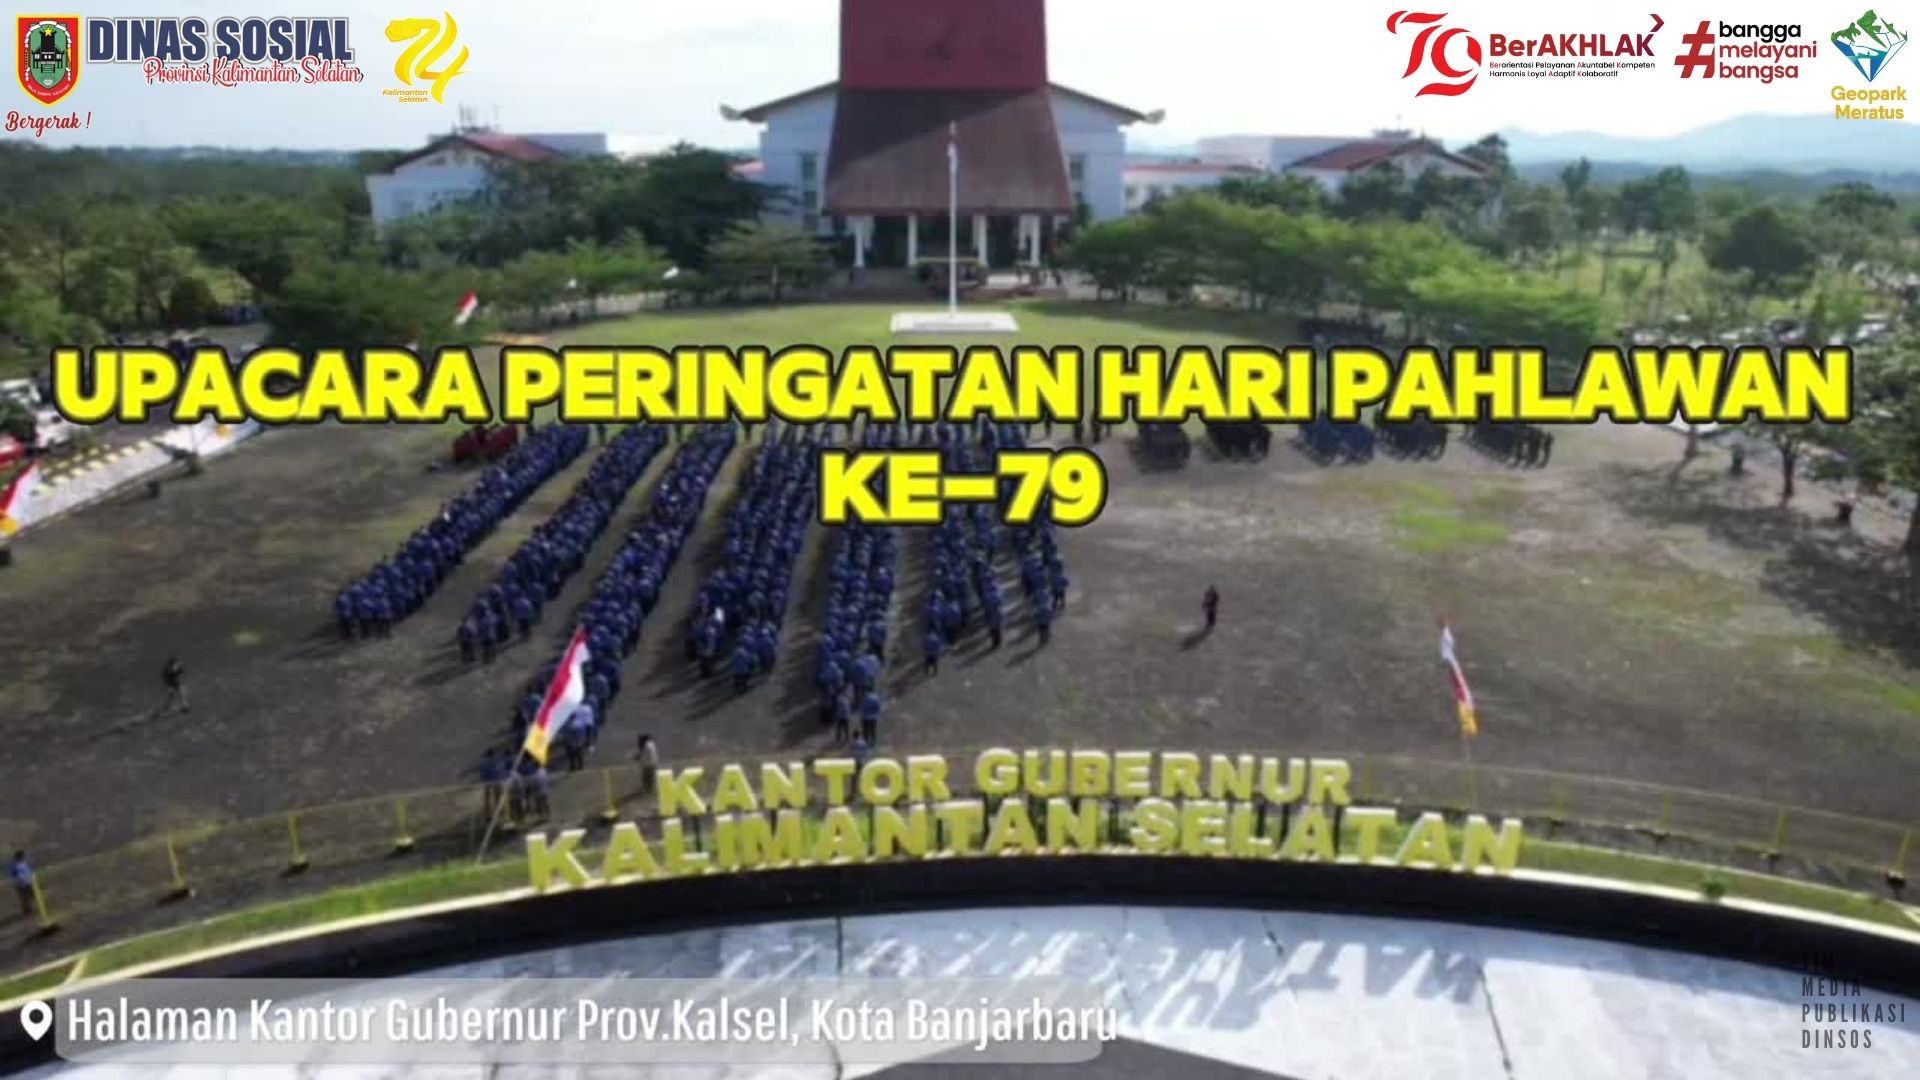 DINAS SOSIAL
Provinsi Kalimantan Selatan
Bergerak !
74
Kalimantan
Selatan
79
BerAKHLAK
Berorientasi Pelayanan Akuntabel Kompeten
Harmonis Loyal Adaptif Kolaboratif
#bangga
melayani
bangsa
Geopark
Meratus
UPACARA PERINGATAN HARI PAHLAWAN
KE-79
KANTOR GUBERNUR
KALIMANTAN SELATAN
Halaman Kantor Gubernur Prov.Kalsel, Kota Banjarbaru
TIM
MEDIA
PUBLIKASI
DINSOS